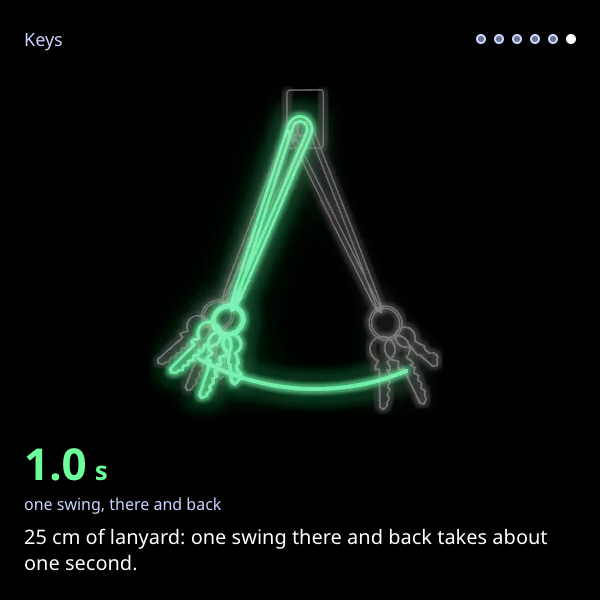 Keys
1.0 s
one swing, there and back
25 cm of lanyard: one swing there and back takes about
one second.